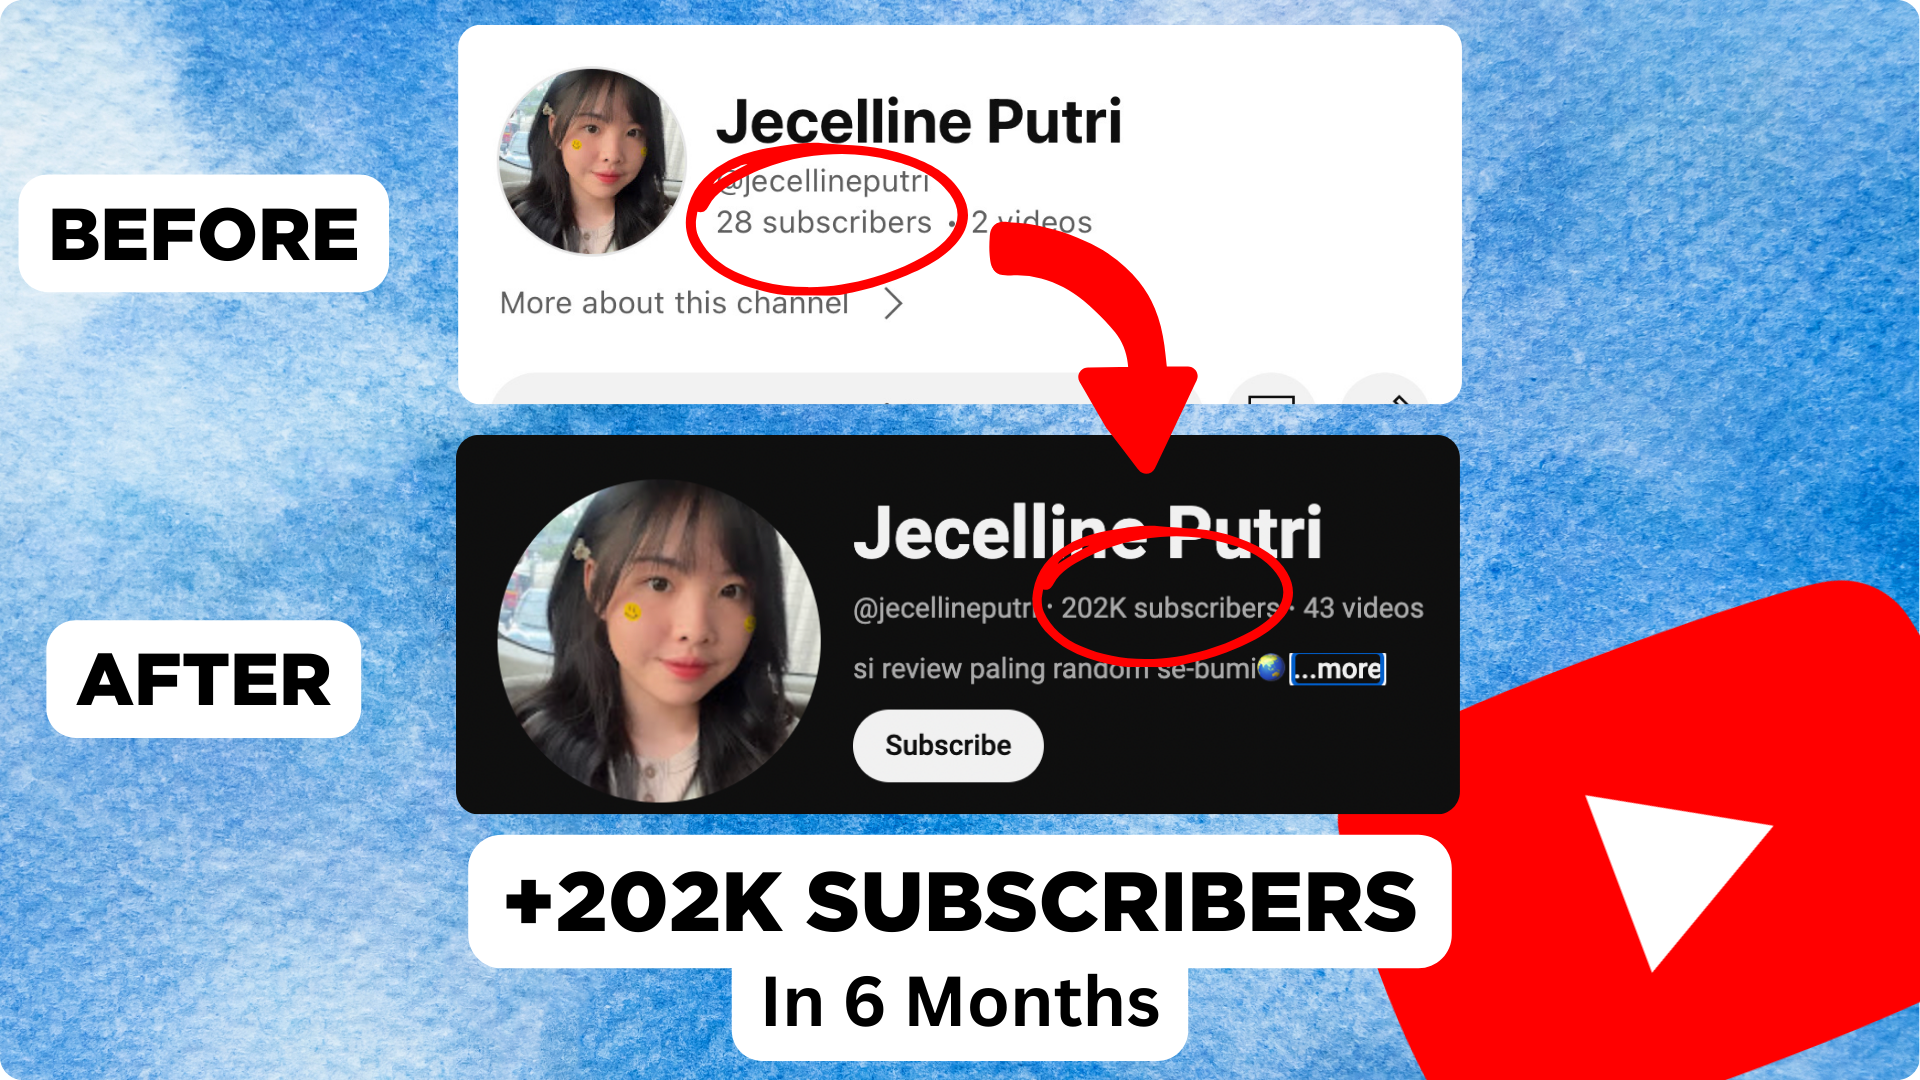 Jecelline Putri
@jecellineputri
28 subscribers • 2 videos
BEFORE
More about this channel
Jecelline Putri
@jecellineputri • 202K subscribers • 43 videos
si review paling random se-bumi🌏 ...more
AFTER
Subscribe
+202K SUBSCRIBERS
In 6 Months